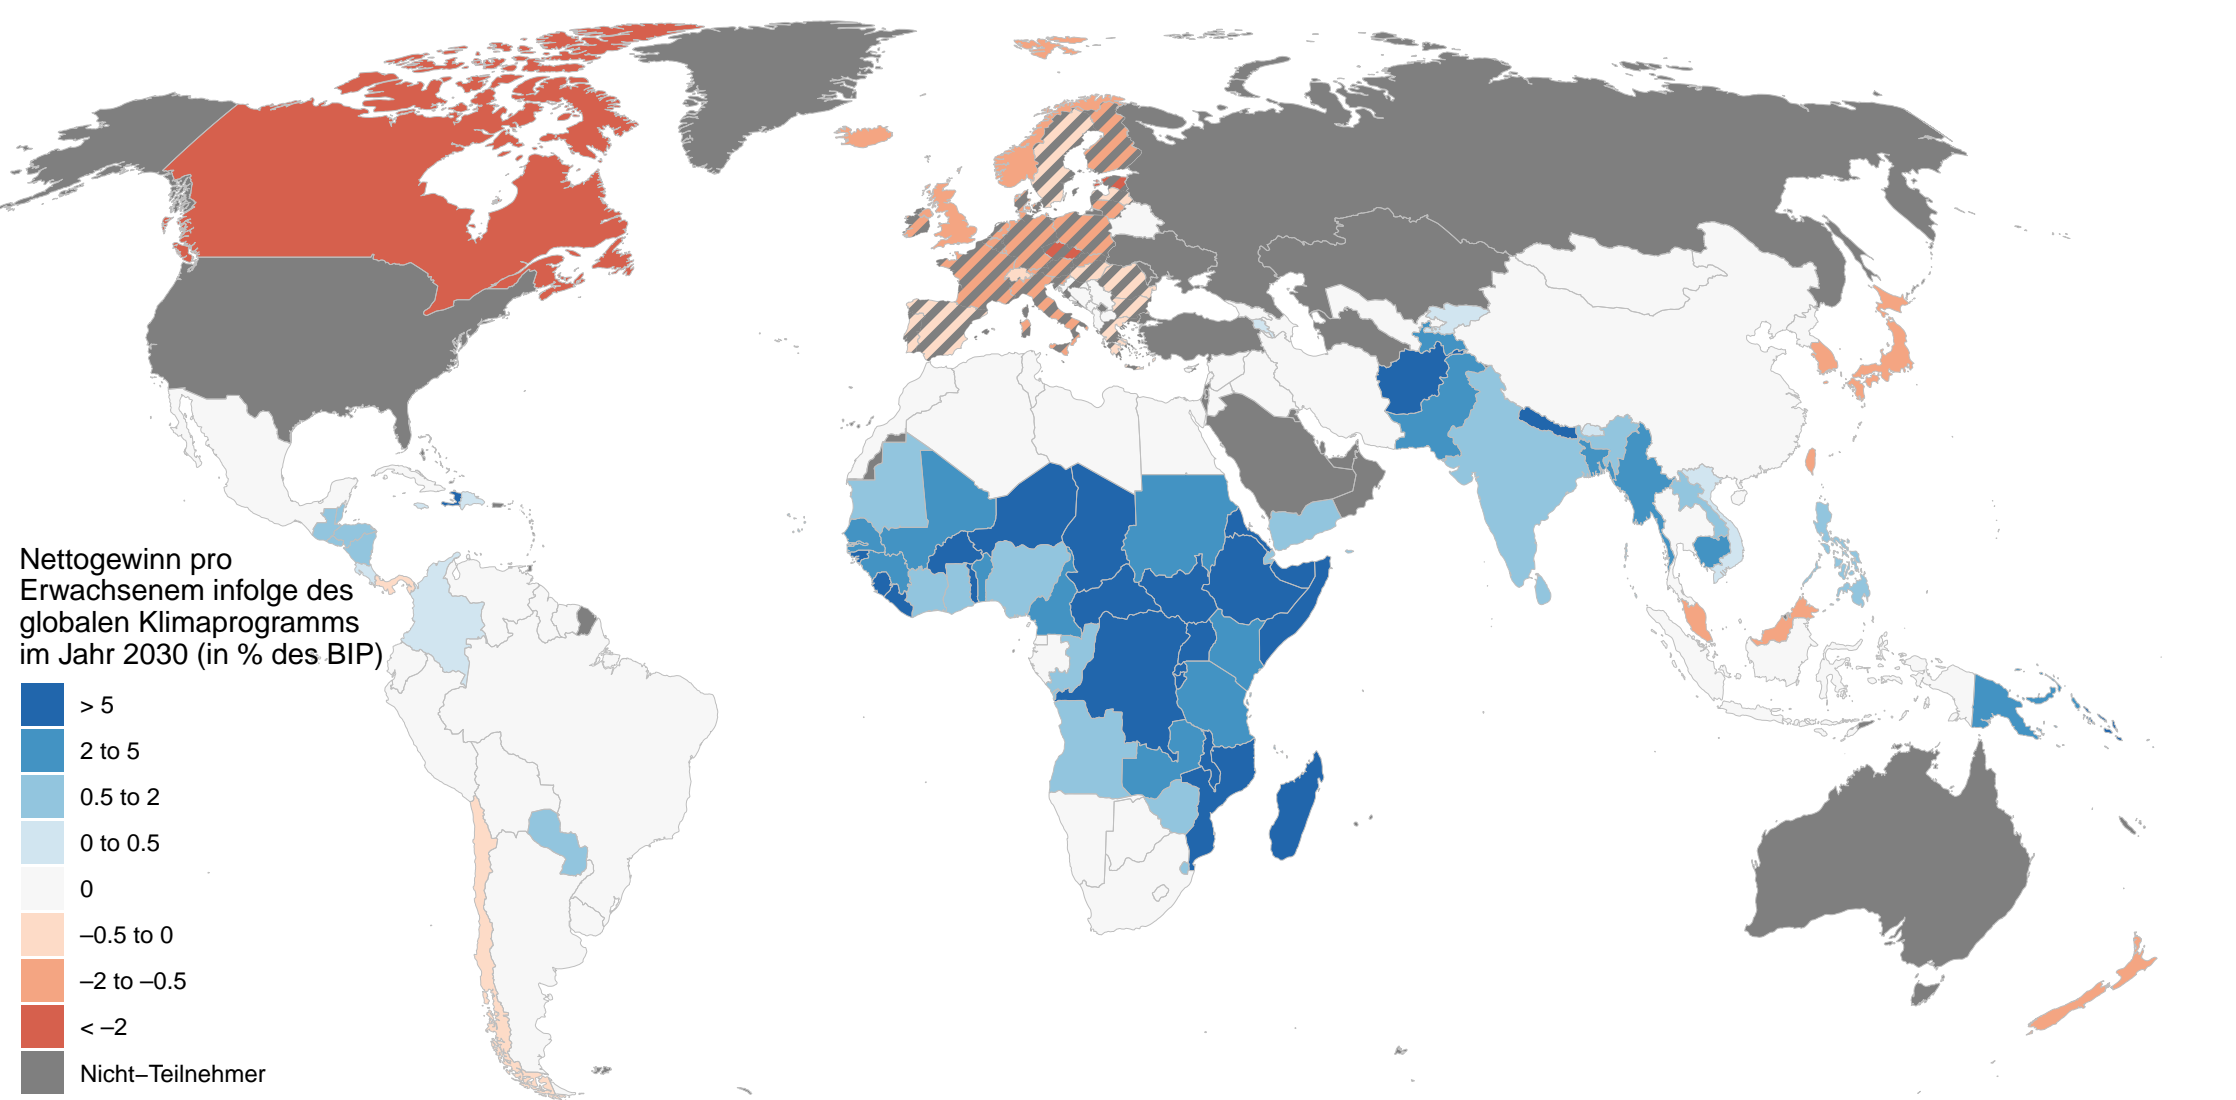 Nettogewinn pro
Erwachsenem infolge des
globalen Klimaprogramms
im Jahr 2030 (in % des BIP)
> 5
2 to 5
0.5 to 2
0 to 0.5
0
−0.5 to 0
−2 to −0.5
< −2
Nicht−Teilnehmer